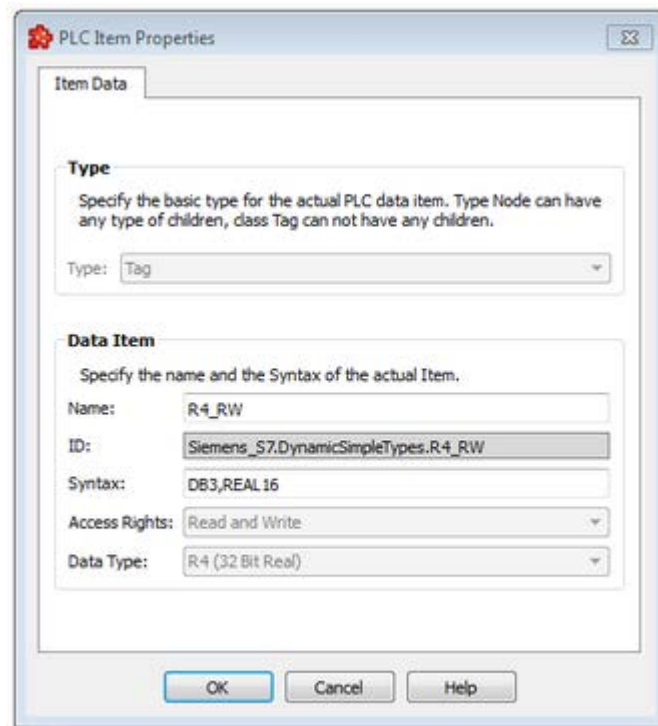 PLC Item Properties
Item Data
Type
Specify the basic type for the actual PLC data item. Type Node can have
any type of children, class Tag can not have any children.
Type: Tag
Data Item
Specify the name and the Syntax of the actual Item.
Name: R4_RW
ID: Siemens_S7.DynamicSimpleTypes.R4_RW
Syntax: DB3,REAL16
Access Rights: Read and Write
Data Type: R4 (32 Bit Real)
OK Cancel Help